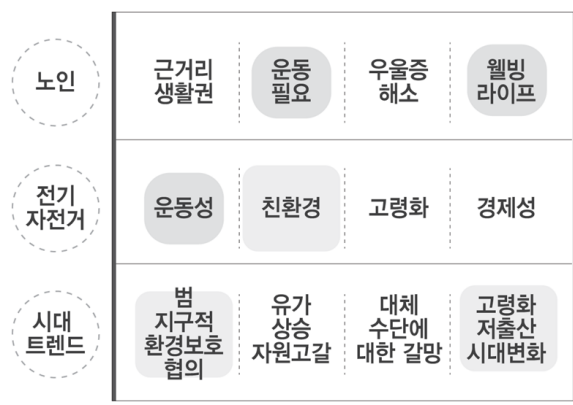 노인
근거리
생활권
운동
필요
우울증
해소
웰빙
라이프
전기
자전거
운동성
친환경
고령화
경제성
시대
트렌드
범
지구적
환경보호
협의
유가
상승
자원고갈
대체
수단에
대한 갈망
고령화
저출산
시대변화